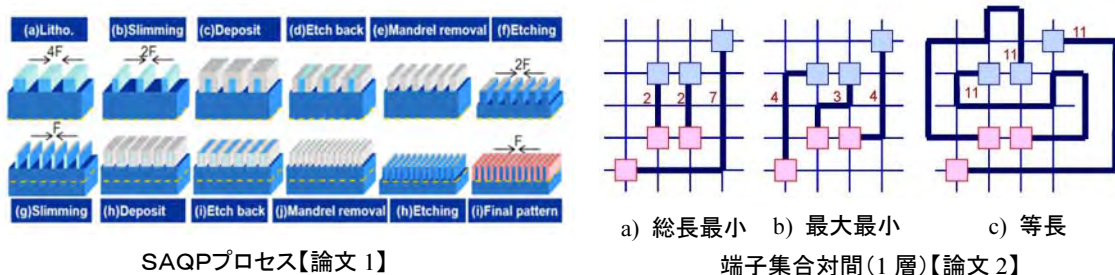 (a)Litho.
(b)Slimming
(c)Deposit
(d)Etch back
(e)Mandrel removal
(f)Etching
4F
2F
2F
F
F
(g)Slimming
(h)Deposit
(i)Etch back
(j)Mandrel removal
(h)Etching
(i)Final pattern
SAQPプロセス【論文 1】
2
2
7
4
3
4
11
11
11
a) 総長最小
b) 最大最小
c) 等長
端子集合対間(1 層)【論文 2】